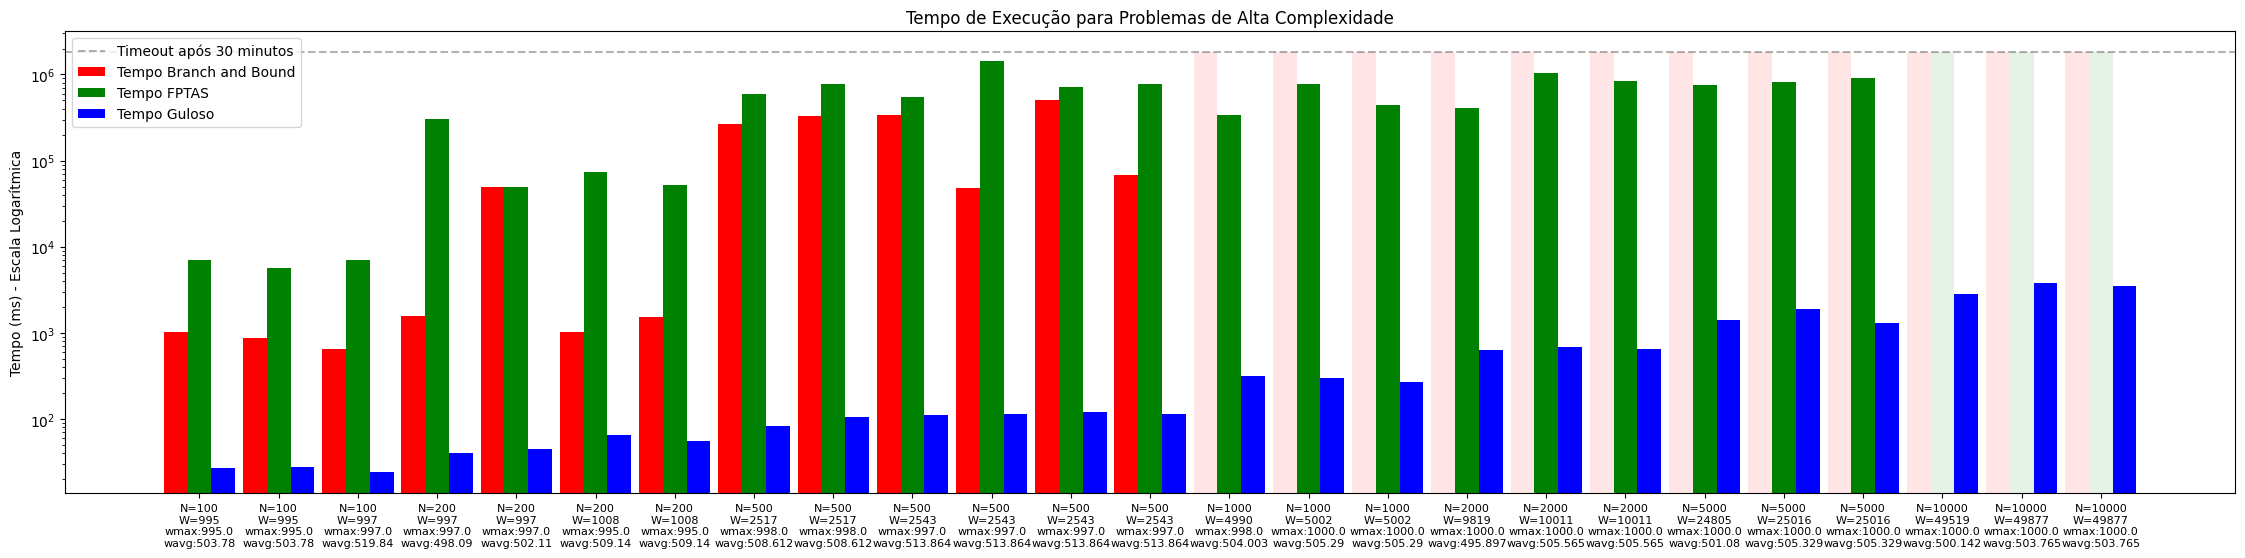 Tempo de Execução para Problemas de Alta Complexidade
Timeout após 30 minutos
Tempo Branch and Bound
Tempo FPTAS
Tempo Guloso
Tempo (ms) - Escala Logarítmica
10^6
10^5
10^4
10^3
10^2
N=100
W=995
wmax:995.0
wavg:503.78
N=100
W=995
wmax:995.0
wavg:503.78
N=100
W=997
wmax:997.0
wavg:519.84
N=200
W=997
wmax:997.0
wavg:498.09
N=200
W=997
wmax:997.0
wavg:502.11
N=200
W=1008
wmax:995.0
wavg:509.14
N=200
W=1008
wmax:995.0
wavg:509.14
N=500
W=2517
wmax:998.0
wavg:508.612
N=500
W=2517
wmax:998.0
wavg:508.612
N=500
W=2543
wmax:997.0
wavg:513.864
N=500
W=2543
wmax:997.0
wavg:513.864
N=500
W=2543
wmax:997.0
wavg:513.864
N=500
W=2543
wmax:997.0
wavg:513.864
N=1000
W=4990
wmax:998.0
wavg:504.003
N=1000
W=5002
wmax:1000.0
wavg:505.29
N=1000
W=5002
wmax:1000.0
wavg:505.29
N=2000
W=9819
wmax:1000.0
wavg:495.897
N=2000
W=10011
wmax:1000.0
wavg:505.565
N=2000
W=10011
wmax:1000.0
wavg:505.565
N=5000
W=24805
wmax:1000.0
wavg:501.08
N=5000
W=25016
wmax:1000.0
wavg:505.329
N=5000
W=25016
wmax:1000.0
wavg:505.329
N=10000
W=49519
wmax:1000.0
wavg:500.142
N=10000
W=49877
wmax:1000.0
wavg:503.765
N=10000
W=49877
wmax:1000.0
wavg:503.765